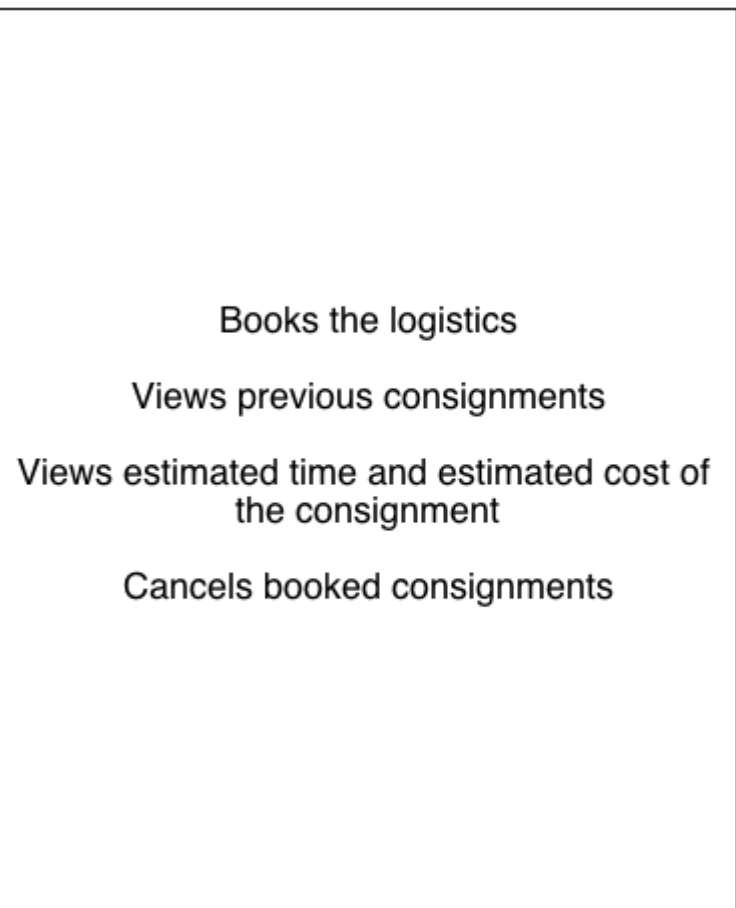 Books the logistics
Views previous consignments
Views estimated time and estimated cost of
the consignment
Cancels booked consignments